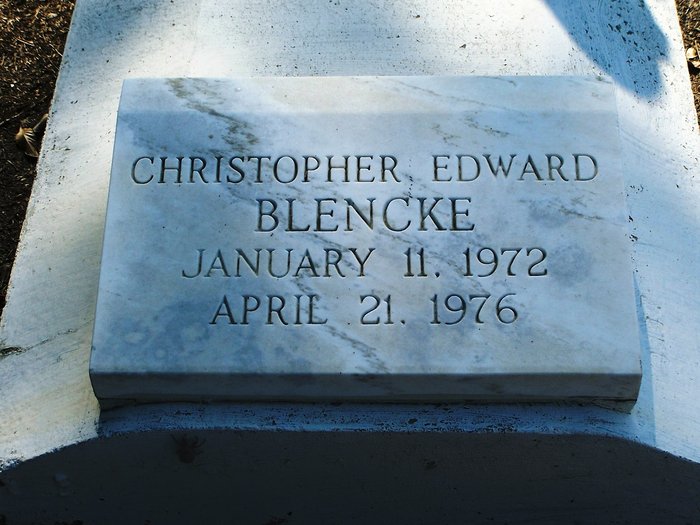 CHRISTOPHER EDWARD
BLENCKE
JANUARY 11, 1972
APRIL 21, 1976